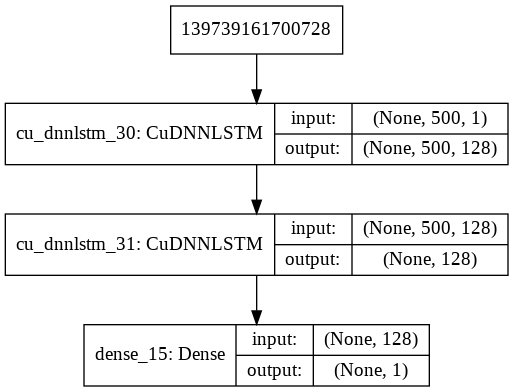 139739161700728
cu_dnnlstm_30: CuDNNLSTM
input: (None, 500, 1)
output: (None, 500, 128)
cu_dnnlstm_31: CuDNNLSTM
input: (None, 500, 128)
output: (None, 128)
dense_15: Dense
input: (None, 128)
output: (None, 1)